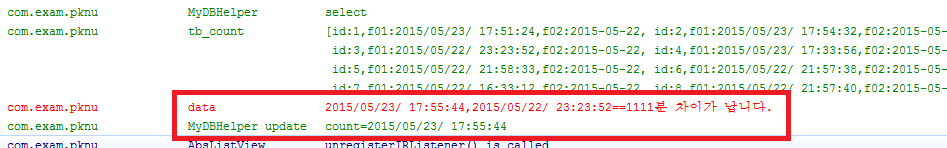 com.exam.pknu MyDBHelper select
com.exam.pknu tb_count [id:1,f01:2015/05/23/ 17:51:24,f02:2015-05-22, id:2,f01:2015/05/23/ 17:54:32,f02:2015-05-
id:3,f01:2015/05/22/ 23:23:52,f02:2015-05-22, id:4,f01:2015/05/23/ 17:33:56,f02:2015-05-
id:5,f01:2015/05/22/ 21:58:33,f02:2015-05-22, id:6,f01:2015/05/22/ 21:57:38,f02:2015-05-
id:7,f01:2015/05/22/ 16:33:12,f02:2015-05-22, id:8,f01:2015/05/22/ 21:57:40,f02:2015-05-
com.exam.pknu data 2015/05/23/ 17:55:44,2015/05/22/ 23:23:52==1111분 차이가 납니다.
com.exam.pknu MyDBHelper update count=2015/05/23/ 17:55:44
com.exam.pknu AbsListView unregisterIRListener() is called